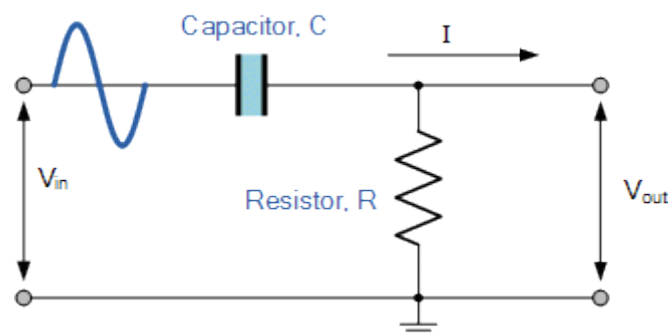 Capacitor, C
I
Vin
Resistor, R
Vout